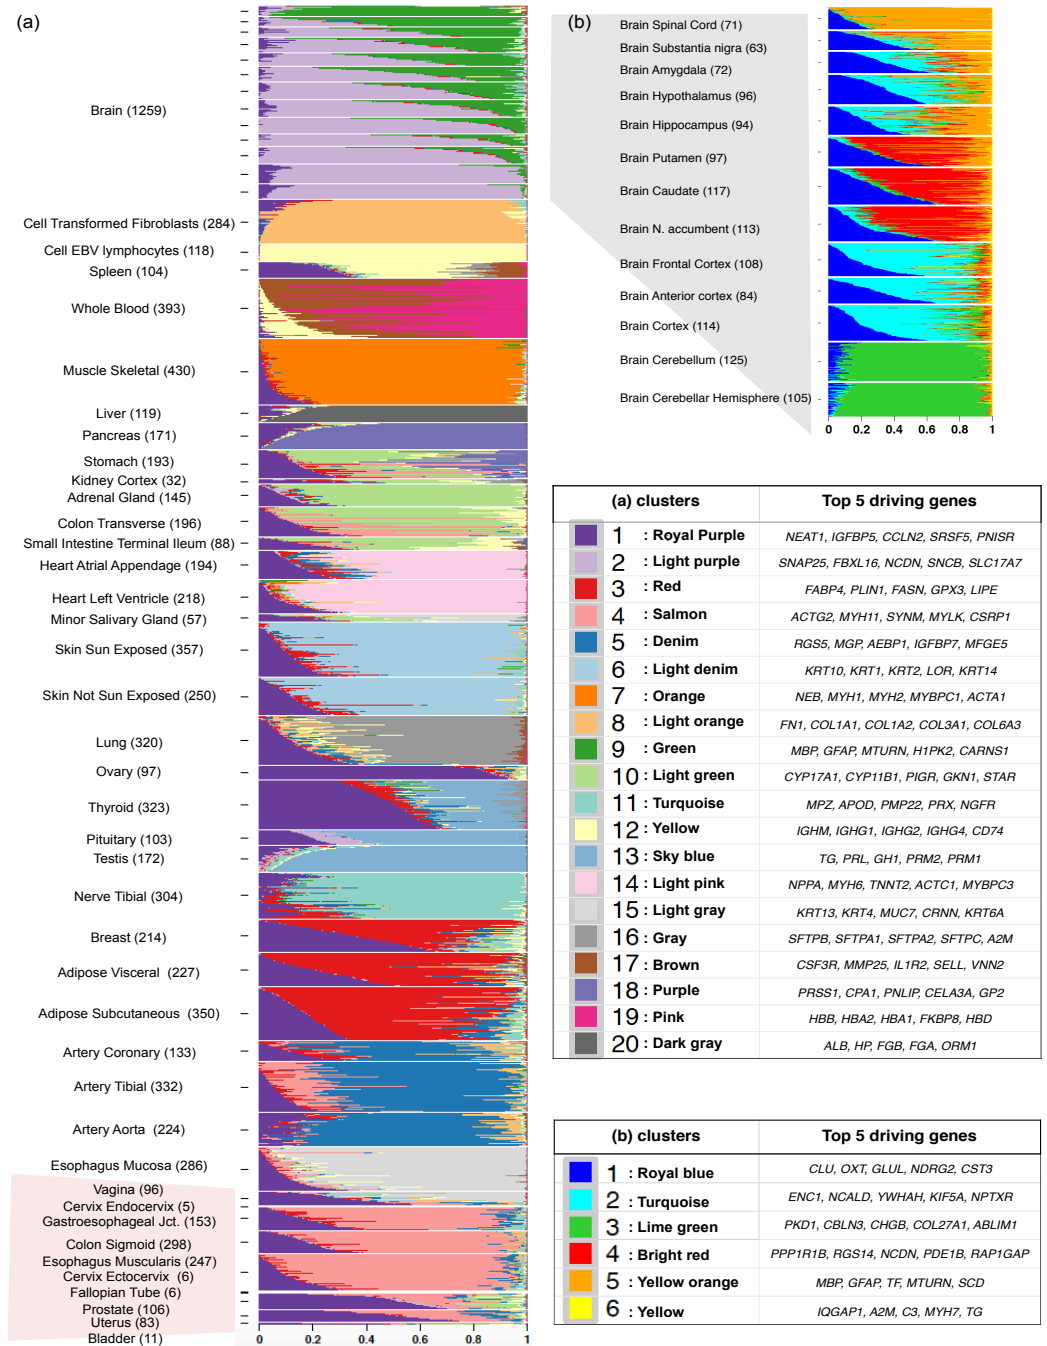 (a)
Brain (1259)
Cell Transformed Fibroblasts (284)
Cell EBV lymphocytes (118)
Spleen (104)
Whole Blood (393)
Muscle Skeletal (430)
Liver (119)
Pancreas (171)
Stomach (193)
Kidney Cortex (32)
Adrenal Gland (145)
Colon Transverse (196)
Small Intestine Terminal Ileum (88)
Heart Atrial Appendage (194)
Heart Left Ventricle (218)
Minor Salivary Gland (57)
Skin Sun Exposed (357)
Skin Not Sun Exposed (250)
Lung (320)
Ovary (97)
Thyroid (323)
Pituitary (103)
Testis (172)
Nerve Tibial (304)
Breast (214)
Adipose Visceral (227)
Adipose Subcutaneous (350)
Artery Coronary (133)
Artery Tibial (332)
Artery Aorta (224)
Esophagus Mucosa (286)
Vagina (96)
Cervix Endocervix (5)
Gastroesophageal Jct. (153)
Colon Sigmoid (298)
Esophagus Muscularis (247)
Cervix Ectocervix (6)
Fallopian Tube (6)
Prostate (106)
Uterus (83)
Bladder (11)
0 0.2 0.4 0.6 0.8 1
(b)
Brain Spinal Cord (71)
Brain Substantia nigra (63)
Brain Amygdala (72)
Brain Hypothalamus (96)
Brain Hippocampus (94)
Brain Putamen (97)
Brain Caudate (117)
Brain N. accumbent (113)
Brain Frontal Cortex (108)
Brain Anterior cortex (84)
Brain Cortex (114)
Brain Cerebellum (125)
Brain Cerebellar Hemisphere (105)
0 0.2 0.4 0.6 0.8 1
(a) clusters Top 5 driving genes
1 : Royal Purple NEAT1, IGFBP5, CCLN2, SRSF5, PNISR
2 : Light purple SNAP25, FBXL16, NCDN, SNCB, SLC17A7
3 : Red FABP4, PLIN1, FASN, GPX3, LIPE
4 : Salmon ACTG2, MYH11, SYNM, MYLK, CSRP1
5 : Denim RGS5, MGP, AEBP1, IGFBP7, MFGE5
6 : Light denim KRT10, KRT1, KRT2, LOR, KRT14
7 : Orange NEB, MYH1, MYH2, MYBPC1, ACTA1
8 : Light orange FN1, COL1A1, COL1A2, COL3A1, COL6A3
9 : Green MBP, GFAP, MTURN, H1PK2, CARNS1
10 : Light green CYP17A1, CYP11B1, PIGR, GKN1, STAR
11 : Turquoise MPZ, APOD, PMP22, PRX, NGFR
12 : Yellow IGHM, IGHG1, IGHG2, IGHG4, CD74
13 : Sky blue TG, PRL, GH1, PRM2, PRM1
14 : Light pink NPPA, MYH6, TNNT2, ACTC1, MYBPC3
15 : Light gray KRT13, KRT4, MUC7, CRNN, KRT6A
16 : Gray SFTPB, SFTPA1, SFTPA2, SFTPC, A2M
17 : Brown CSF3R, MMP25, IL1R2, SELL, VNN2
18 : Purple PRSS1, CPA1, PNLIP, CELA3A, GP2
19 : Pink HBB, HBA2, HBA1, FKBP8, HBD
20 : Dark gray ALB, HP, FGB, FGA, ORM1
(b) clusters Top 5 driving genes
1 : Royal blue CLU, OXT, GLUL, NDRG2, CST3
2 : Turquoise ENC1, NCALD, YWHAH, KIF5A, NPTXR
3 : Lime green PKD1, CBLN3, CHGB, COL27A1, ABLIM1
4 : Bright red PPP1R1B, RGS14, NCDN, PDE1B, RAP1GAP
5 : Yellow orange MBP, GFAP, TF, MTURN, SCD
6 : Yellow IQGAP1, A2M, C3, MYH7, TG